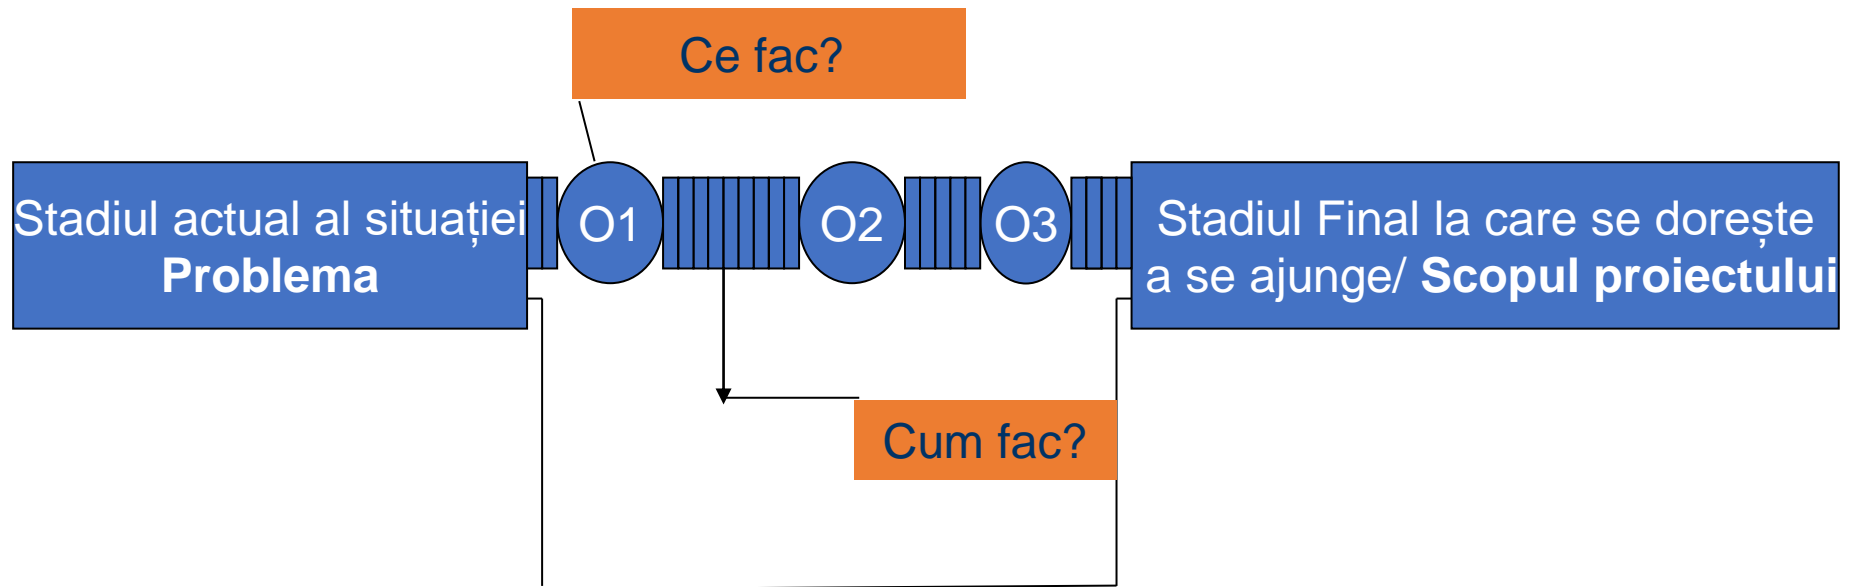 Ce fac?
Stadiul actual al situației
Problema
O1
O2
O3
Stadiul Final la care se dorește
a se ajunge/ Scopul proiectului
Cum fac?